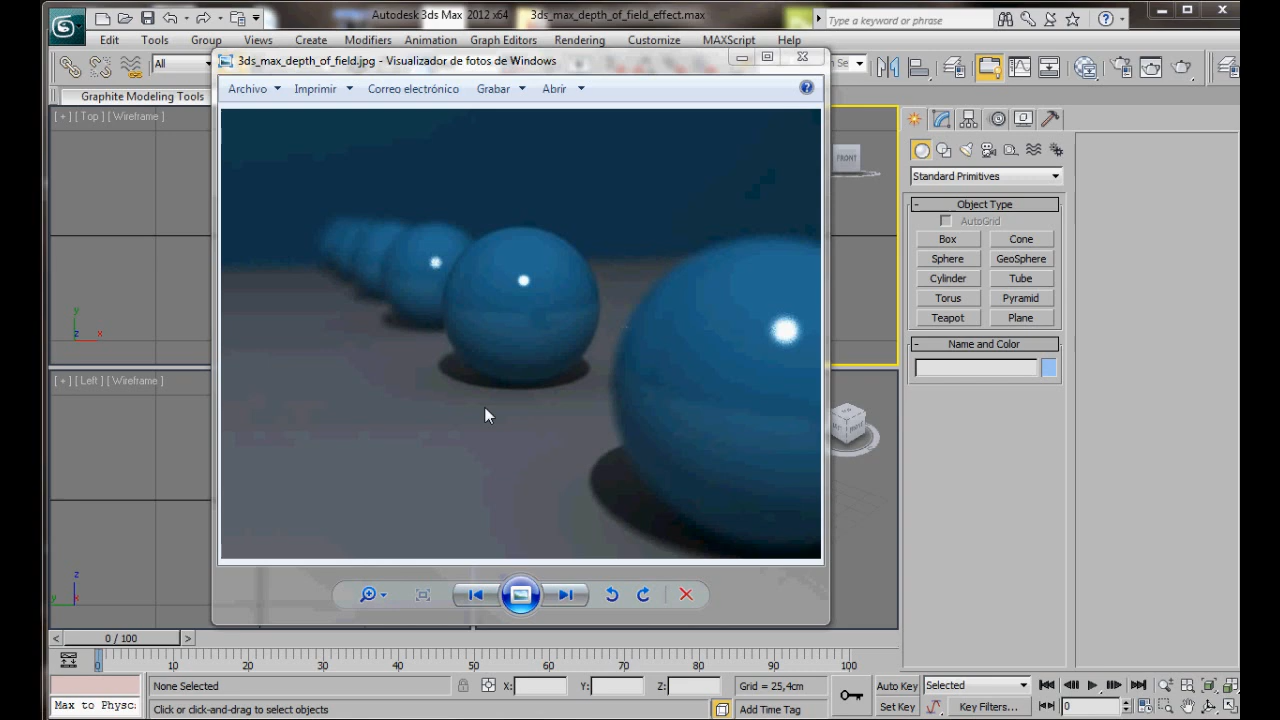 Autodesk 3ds Max 2012 x64 3ds_max_depth_of_field_effect.max
Type a keyword or phrase
Edit Tools Group Views Create Modifiers Animation Graph Editors Rendering Customize MAXScript Help
All
Graphite Modeling Tools
3ds_max_depth_of_field.jpg - Visualizador de fotos de Windows
Archivo Imprimir Correo electrónico Grabar Abrir
[ + ] [ Top ] [ Wireframe ]
FRONT
y
z x
Standard Primitives
- Object Type
AutoGrid
Box Cone
Sphere GeoSphere
Cylinder Tube
Torus Pyramid
Teapot Plane
- Name and Color
[ + ] [ Left ] [ Wireframe ]
z
y x
< 0 / 100 >
0 10 20 30 40 50 60 70 80 90 100
None Selected X: Y: Z: Grid = 25,4cm Auto Key Selected
Max to Physc: Click or click-and-drag to select objects Add Time Tag Set Key Key Filters... 0